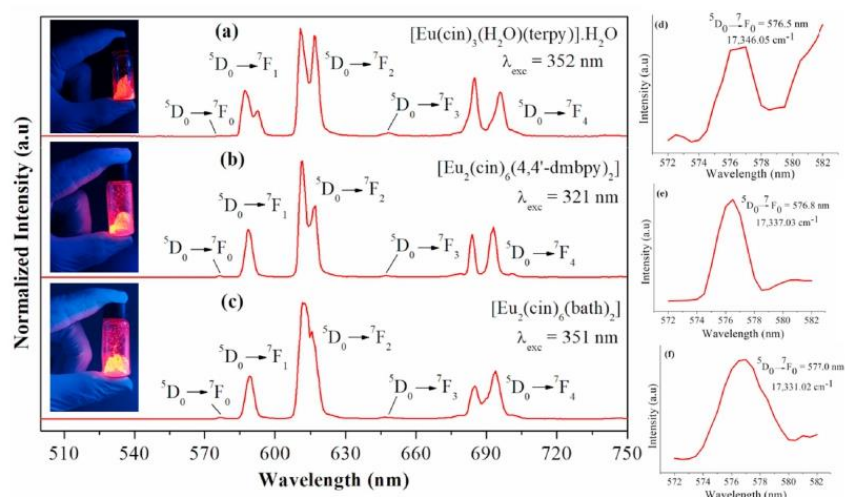 Normalized Intensity (a.u)
(a)
[Eu(cin)₃(H₂O)(terpy)].H₂O
λexc = 352 nm
⁵D₀→⁷F₀
⁵D₀→⁷F₁
⁵D₀→⁷F₂
⁵D₀→⁷F₃
⁵D₀→⁷F₄
(b)
[Eu₂(cin)₆(4,4'-dmbpy)₂]
λexc = 321 nm
⁵D₀→⁷F₀
⁵D₀→⁷F₁
⁵D₀→⁷F₂
⁵D₀→⁷F₃
⁵D₀→⁷F₄
(c)
[Eu₂(cin)₆(bath)₂]
λexc = 351 nm
⁵D₀→⁷F₀
⁵D₀→⁷F₁
⁵D₀→⁷F₂
⁵D₀→⁷F₃
⁵D₀→⁷F₄
510 540 570 600 630 660 690 720 750
Wavelength (nm)
(d)
⁵D₀→⁷F₀ = 576.5 nm
17,346.05 cm⁻¹
Intensity (a.u)
572 574 576 578 580 582
Wavelength (nm)
(e)
⁵D₀→⁷F₀ = 576.8 nm
17,337.03 cm⁻¹
Intensity (a.u)
572 574 576 578 580 582
Wavelength (nm)
(f)
⁵D₀→⁷F₀ = 577.0 nm
17,331.02 cm⁻¹
Intensity (a.u)
572 574 576 578 580 582
Wavelength (nm)